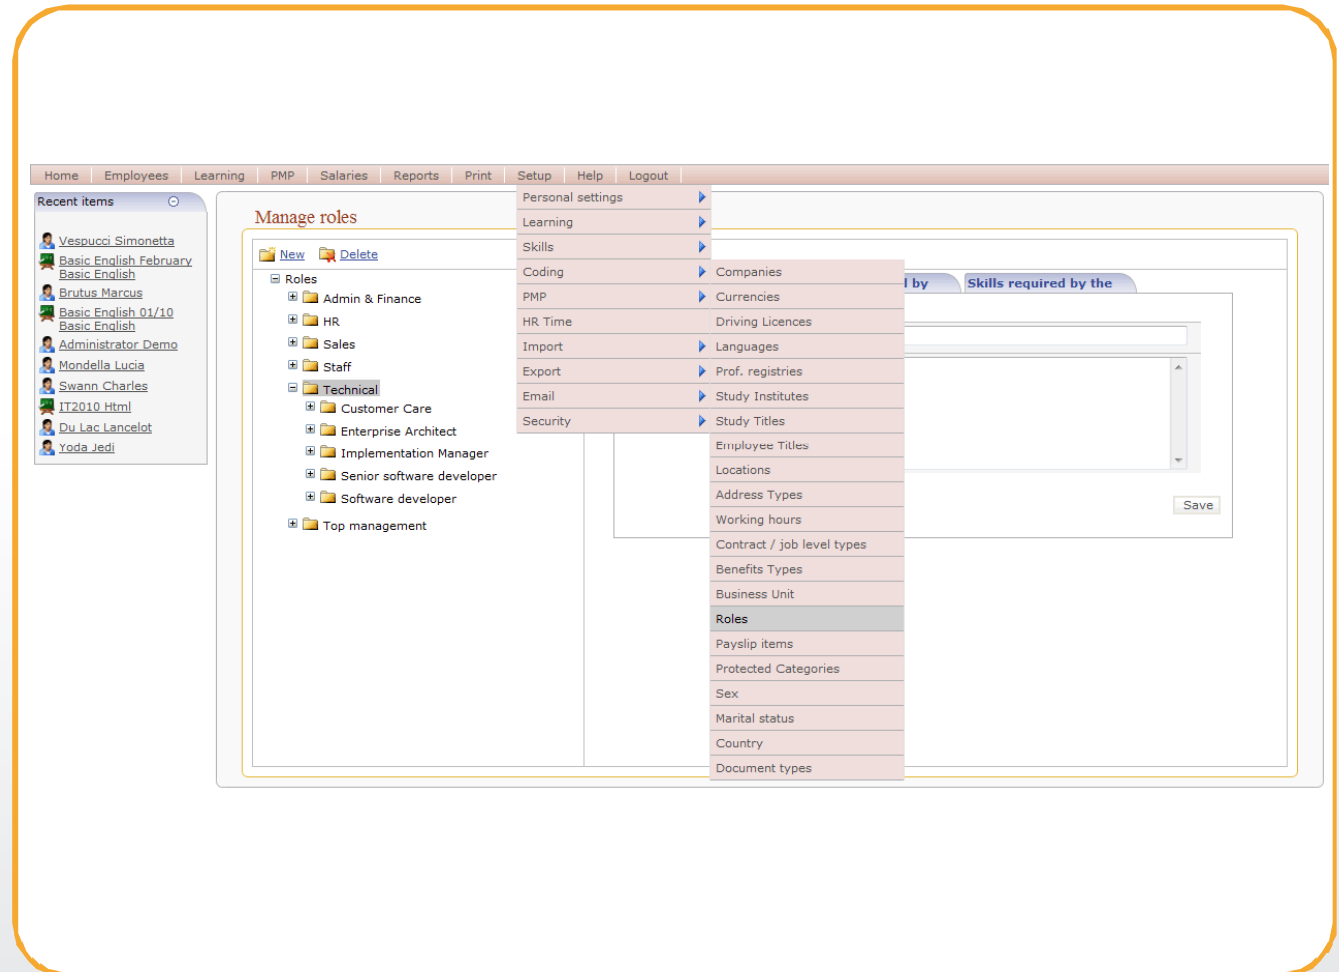 Home Employees Learning PMP Salaries Reports Print Setup Help Logout
Recent items
Vespucci Simonetta
Basic English February
Basic English
Brutus Marcus
Basic English 01/10
Basic English
Administrator Demo
Mondella Lucia
Swann Charles
IT2010 Html
Du Lac Lancelot
Yoda Jedi
Manage roles
New Delete
Roles
Admin & Finance
HR
Sales
Staff
Technical
Customer Care
Enterprise Architect
Implementation Manager
Senior software developer
Software developer
Top management
Personal settings
Learning
Skills
Coding
PMP
HR Time
Import
Export
Email
Security
Companies
Currencies
Driving Licences
Languages
Prof. registries
Study Institutes
Study Titles
Employee Titles
Locations
Address Types
Working hours
Contract / job level types
Benefits Types
Business Unit
Roles
Payslip items
Protected Categories
Sex
Marital status
Country
Document types
by Skills required by the
Save